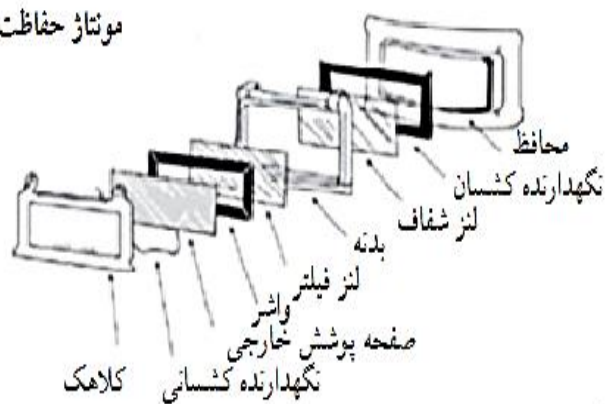 مونتاژ حفاظت
محافظ
نگهدارنده کشسان
لنز شفاف
بدنه
لنز فیلتر
واشر
صفحه پوشش خارجی
نگهدارنده کشسانی
کلاهک